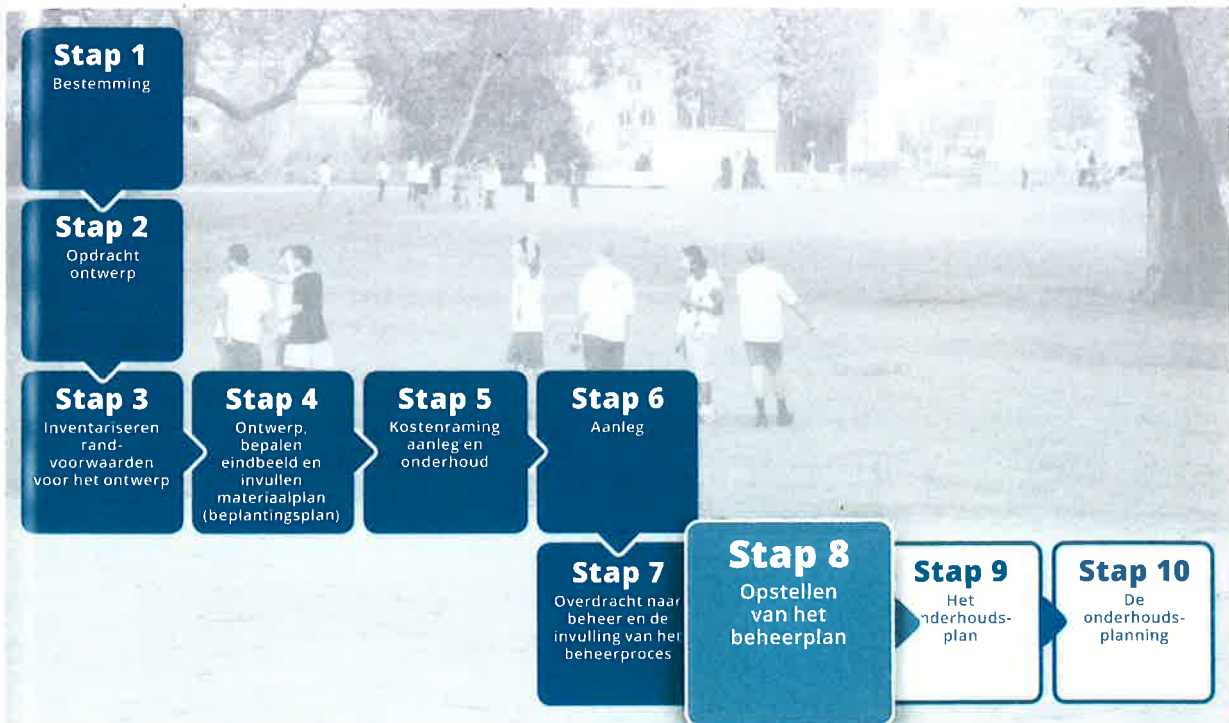 Stap 1
Bestemming
Stap 2
Opdracht
ontwerp
Stap 3
Inventariseren
rand-
voorwaarden
voor het ontwerp
Stap 4
Ontwerp,
bepalen
eindbeeld en
invullen
materiaalplan
(beplantingsplan)
Stap 5
Kostenraming
aanleg en
onderhoud
Stap 6
Aanleg
Stap 7
Overdracht naar
beheer en de
invulling van het
beheerproces
Stap 8
Opstellen
van het
beheerplan
Stap 9
Het
nderhouds-
plan
Stap 10
De
onderhouds-
planning